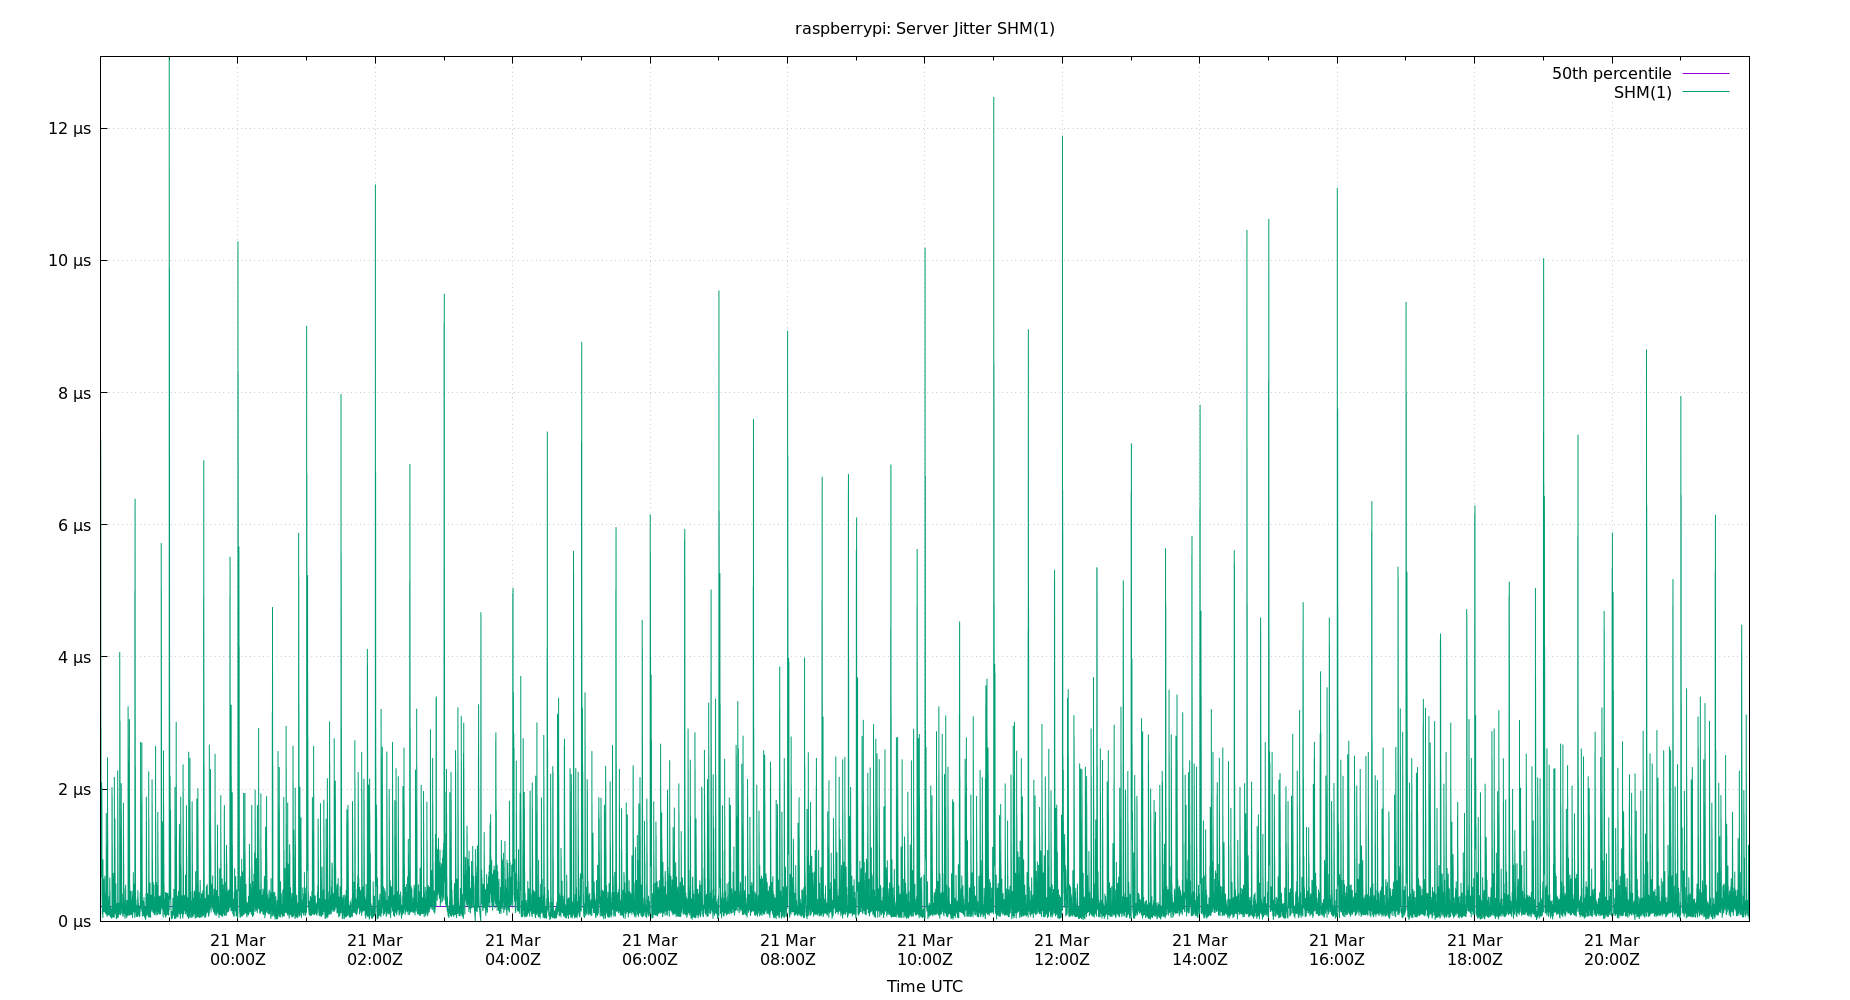 raspberrypi: Server Jitter SHM(1)
50th percentile
SHM(1)
12 µs
10 µs
8 µs
6 µs
4 µs
2 µs
0 µs
21 Mar 21 Mar 21 Mar 21 Mar 21 Mar 21 Mar 21 Mar 21 Mar 21 Mar 21 Mar 21 Mar
00:00Z 02:00Z 04:00Z 06:00Z 08:00Z 10:00Z 12:00Z 14:00Z 16:00Z 18:00Z 20:00Z
Time UTC